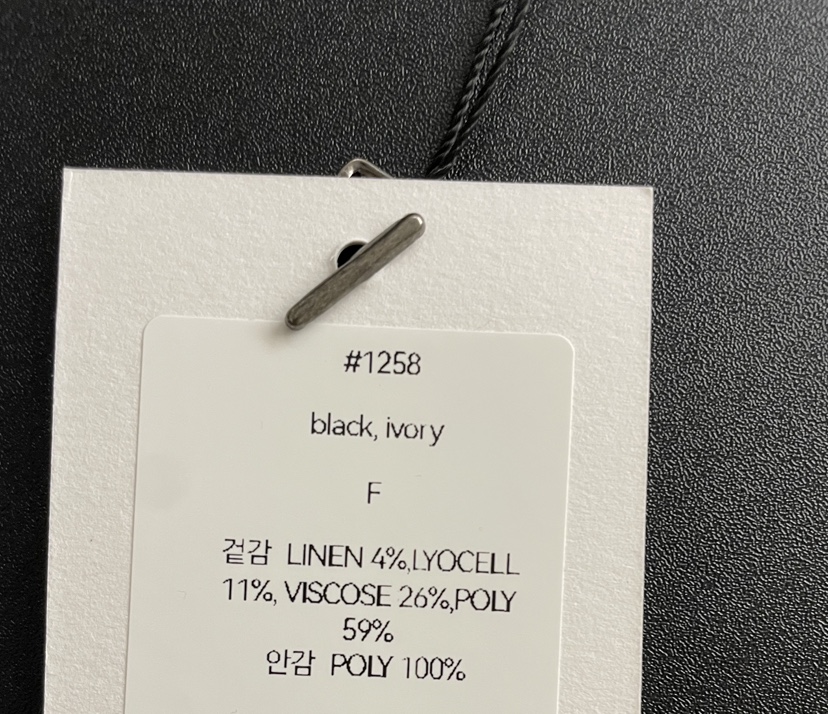 #1258
black, ivory
F
겉감 LINEN 4%,LYOCELL
11%, VISCOSE 26%,POLY
59%
안감 POLY 100%